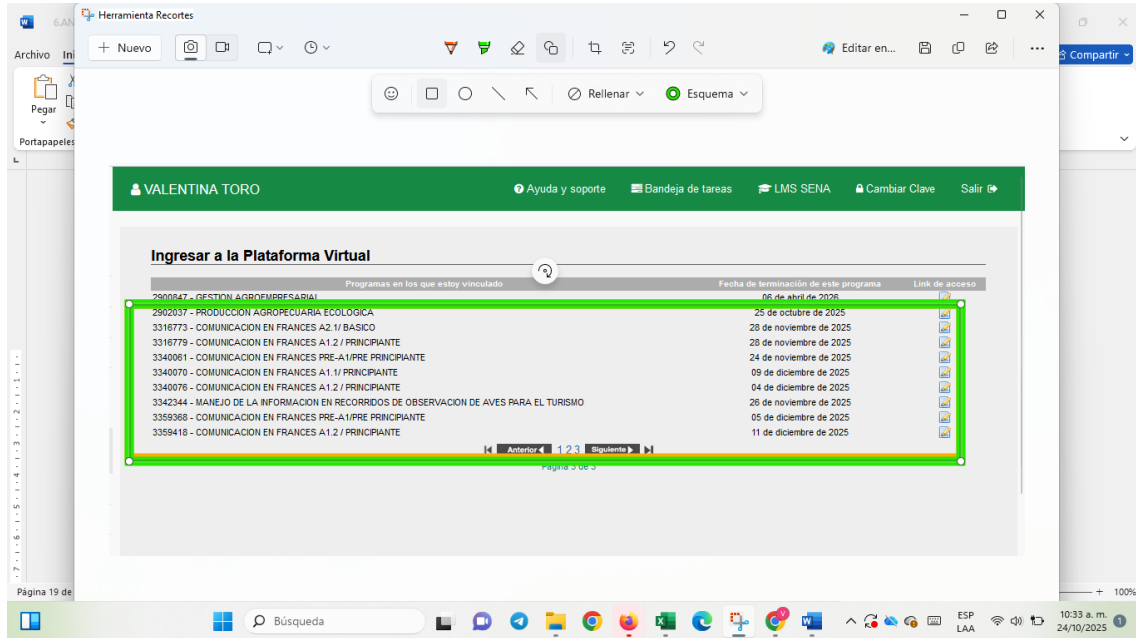 6.AN
Herramienta Recortes
Archivo Ini
Nuevo
Editar en...
Compartir
Pegar
Portapapeles
Rellenar
Esquema
VALENTINA TORO
Ayuda y soporte
Bandeja de tareas
LMS SENA
Cambiar Clave
Salir
Ingresar a la Plataforma Virtual
Programas en los que estoy vinculado Fecha de terminación de este programa Link de acceso
2900847 - GESTION AGROEMPRESARIAL 06 de abril de 2026
2902037 - PRODUCCION AGROPECUARIA ECOLOGICA 25 de octubre de 2025
3316773 - COMUNICACION EN FRANCES A2.1/ BASICO 28 de noviembre de 2025
3316779 - COMUNICACION EN FRANCES A1.2 / PRINCIPIANTE 28 de noviembre de 2025
3340061 - COMUNICACION EN FRANCES PRE-A1/PRE PRINCIPIANTE 24 de noviembre de 2025
3340070 - COMUNICACION EN FRANCES A1.1/ PRINCIPIANTE 09 de diciembre de 2025
3340076 - COMUNICACION EN FRANCES A1.2 / PRINCIPIANTE 04 de diciembre de 2025
3342344 - MANEJO DE LA INFORMACION EN RECORRIDOS DE OBSERVACION DE AVES PARA EL TURISMO 26 de noviembre de 2025
3359368 - COMUNICACION EN FRANCES PRE-A1/PRE PRINCIPIANTE 05 de diciembre de 2025
3359418 - COMUNICACION EN FRANCES A1.2 / PRINCIPIANTE 11 de diciembre de 2025
Anterior 1 2 3 Siguiente
Pagina 3 de 3
Página 19 de
100%
Búsqueda
ESP
LAA
10:33 a. m.
24/10/2025
1